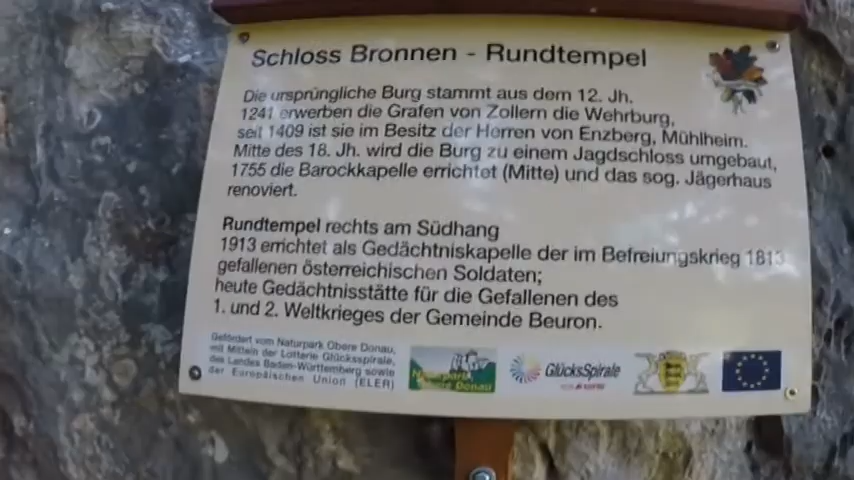 Schloss Bronnen - Rundtempel
Die ursprüngliche Burg stammt aus dem 12. Jh.
1241 erwerben die Grafen von Zollern die Wehrburg,
seit 1409 ist sie im Besitz der Herren von Enzberg, Mühlheim.
Mitte des 18. Jh. wird die Burg zu einem Jagdschloss umgebaut,
1755 die Barockkapelle errichtet (Mitte) und das sog. Jägerhaus
renoviert.
Rundtempel rechts am Südhang
1913 errichtet als Gedächtniskapelle der im Befreiungskrieg 1813
gefallenen österreichischen Soldaten;
heute Gedächtnisstätte für die Gefallenen des
1. und 2. Weltkrieges der Gemeinde Beuron.
Gefördert vom Naturpark Obere Donau,
mit Mitteln der Lotterie Glücksspirale,
des Landes Baden-Württemberg sowie
der Europäischen Union (ELER)
Naturpark
Obere Donau
GlücksSpirale